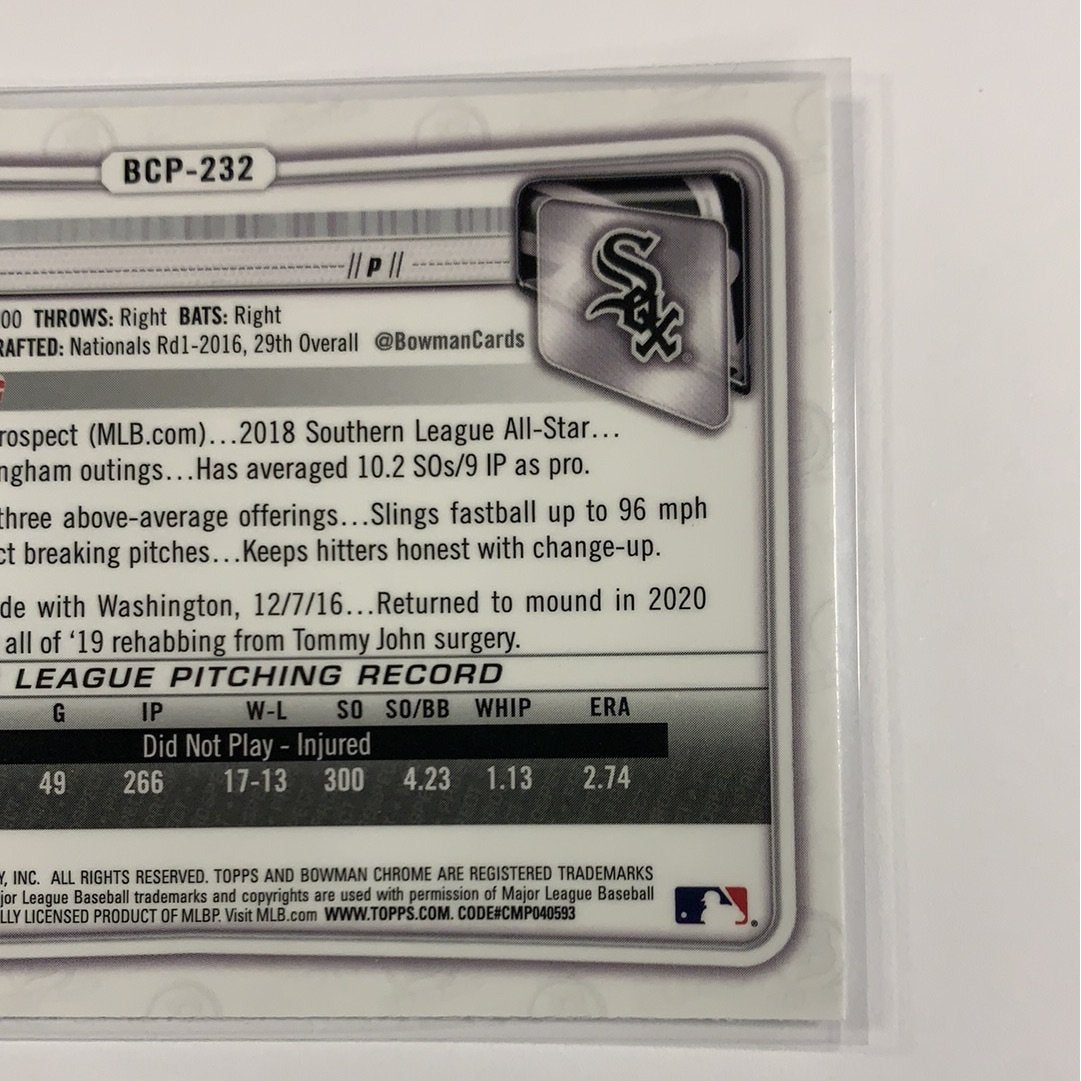 BCP-232
// P //
Sox
00 THROWS: Right BATS: Right
RAFTED: Nationals Rd1-2016, 29th Overall @BowmanCards
rospect (MLB.com)...2018 Southern League All-Star...
ngham outings...Has averaged 10.2 SOs/9 IP as pro.
three above-average offerings...Slings fastball up to 96 mph
ct breaking pitches...Keeps hitters honest with change-up.
de with Washington, 12/7/16...Returned to mound in 2020
all of ‘19 rehabbing from Tommy John surgery.
LEAGUE PITCHING RECORD
G IP W-L SO SO/BB WHIP ERA
Did Not Play - Injured
49 266 17-13 300 4.23 1.13 2.74
Y, INC. ALL RIGHTS RESERVED. TOPPS AND BOWMAN CHROME ARE REGISTERED TRADEMARKS
jor League Baseball trademarks and copyrights are used with permission of Major League Baseball
LLY LICENSED PRODUCT OF MLBP. Visit MLB.com WWW.TOPPS.COM. CODE#CMP040593